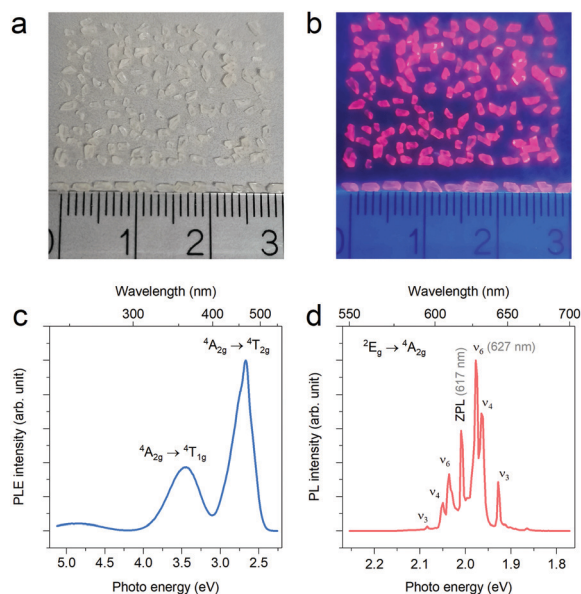 a
b
0 1 2 3
1 2 3
Wavelength (nm)
300 400 500
c
⁴A₂g → ⁴T₂g
⁴A₂g → ⁴T₁g
PLE intensity (arb. unit)
5.0 4.5 4.0 3.5 3.0 2.5
Photo energy (eV)
Wavelength (nm)
550 600 650 700
d
²Eg → ⁴A₂g
ν₆ (627 nm)
ZPL (617 nm)
ν₄
ν₆
ν₄
ν₃
ν₃
PL intensity (arb. unit)
2.2 2.1 2.0 1.9 1.8
Photo energy (eV)